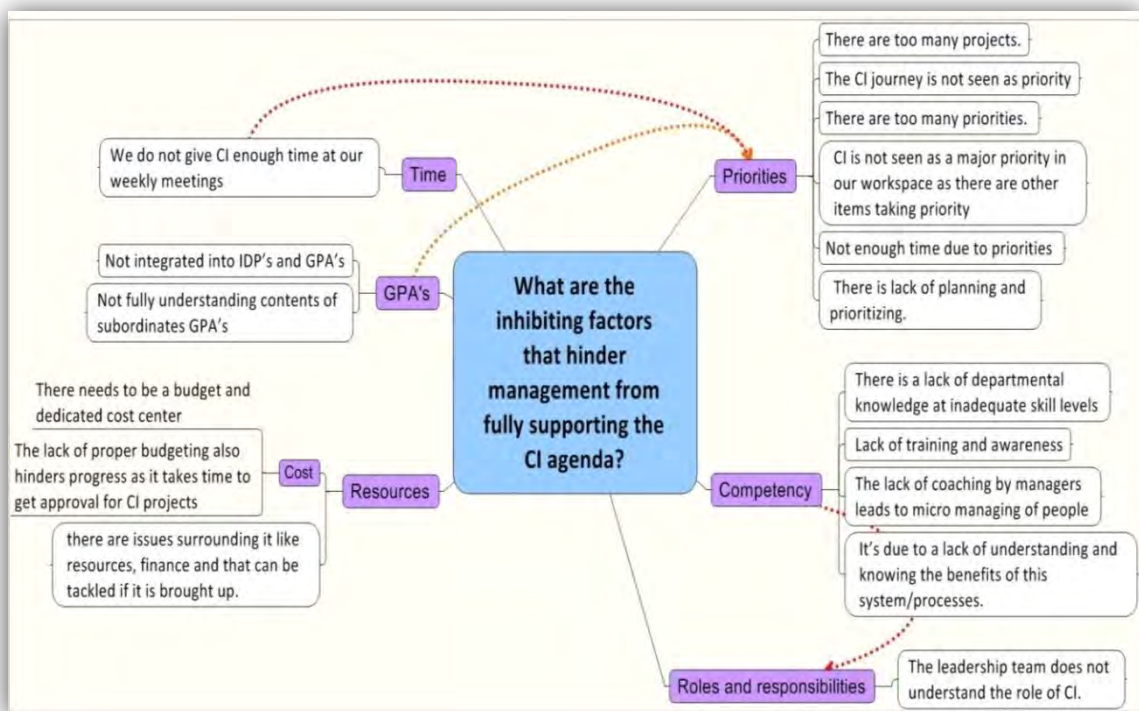 What are the
inhibiting factors
that hinder
management from
fully supporting the
CI agenda?
Time
We do not give CI enough time at our
weekly meetings
GPA's
Not integrated into IDP's and GPA's
Not fully understanding contents of
subordinates GPA's
Resources
Cost
There needs to be a budget and
dedicated cost center
The lack of proper budgeting also
hinders progress as it takes time to
get approval for CI projects
there are issues surrounding it like
resources, finance and that can be
tackled if it is brought up.
Priorities
There are too many projects.
The CI journey is not seen as priority
There are too many priorities.
CI is not seen as a major priority in
our workspace as there are other
items taking priority
Not enough time due to priorities
There is lack of planning and
prioritizing.
Competency
There is a lack of departmental
knowledge at inadequate skill levels
Lack of training and awareness
The lack of coaching by managers
leads to micro managing of people
It's due to a lack of understanding and
knowing the benefits of this
system/processes.
Roles and responsibilities
The leadership team does not
understand the role of CI.